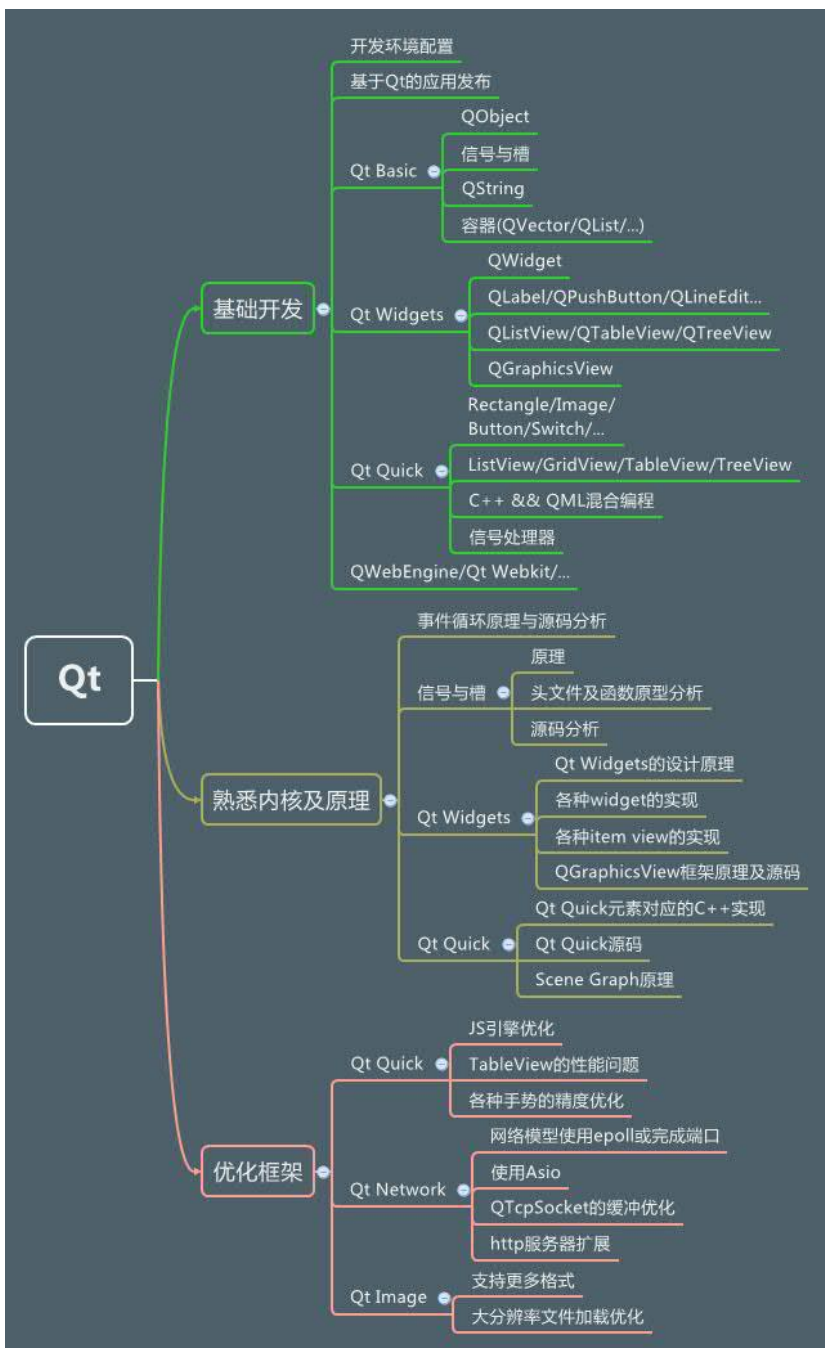 开发环境配置
基于Qt的应用发布
QObject
信号与槽
Qt Basic
QString
容器(QVector/QList/...)
QWidget
QLabel/QPushButton/QLineEdit...
基础开发
Qt Widgets
QListView/QTableView/QTreeView
QGraphicsView
Rectangle/Image/
Button/Switch/...
Qt Quick
ListView/GridView/TableView/TreeView
C++ && QML混合编程
信号处理器
QWebEngine/Qt Webkit/...
Qt
事件循环原理与源码分析
原理
信号与槽
头文件及函数原型分析
源码分析
熟悉内核及原理
Qt Widgets的设计原理
各种widget的实现
Qt Widgets
各种item view的实现
QGraphicsView框架原理及源码
Qt Quick元素对应的C++实现
Qt Quick
Qt Quick源码
Scene Graph原理
JS引擎优化
Qt Quick
TableView的性能问题
各种手势的精度优化
优化框架
网络模型使用epoll或完成端口
使用Asio
Qt Network
QTcpSocket的缓冲优化
http服务器扩展
支持更多格式
Qt Image
大分辨率文件加载优化